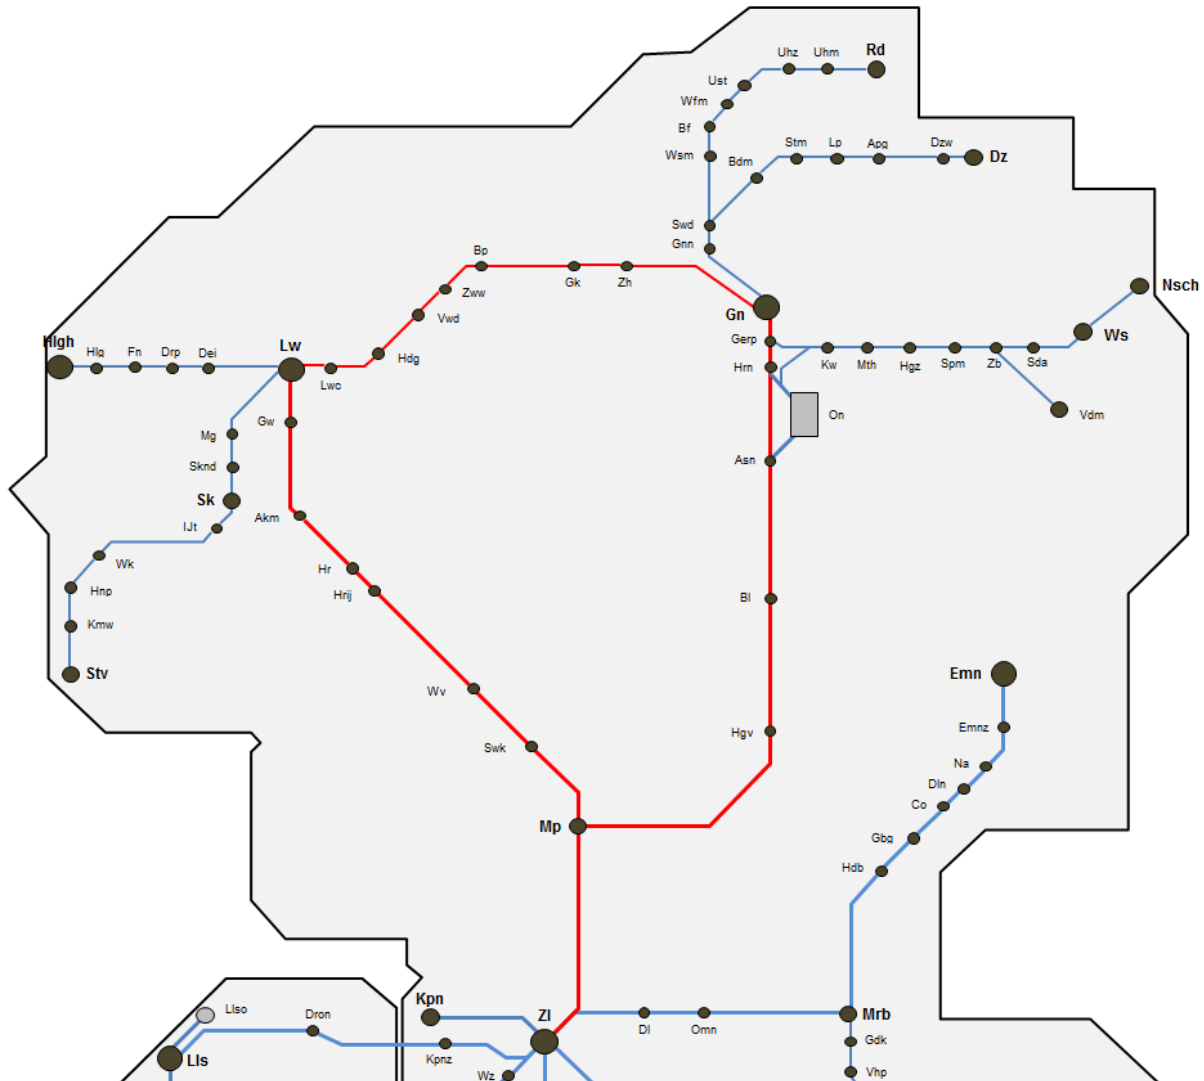 Uhz
Uhm
Rd
Ust
Wfm
Bf
Wsm
Bdm
Stm
Lp
Apg
Dzw
Dz
Swd
Gnn
Bp
Zww
Gk
Zh
Vwd
Nsch
Gn
Gerp
Ws
Hlgh
Hlg
Fn
Drp
Dei
Lw
Lwc
Hdg
Hrn
Kw
Mth
Hgz
Spm
Zb
Sda
On
Vdm
Gw
Mg
Sknd
Asn
Sk
IJt
Akm
Wk
Hr
Hnp
Hrij
Bl
Kmw
Stv
Emn
Wv
Emnz
Hgv
Swk
Na
Dln
Co
Mp
Gbg
Hdb
Kpn
Llso
Dron
Zl
Dl
Omn
Mrb
Gdk
Lls
Kpnz
Wz
Vhp